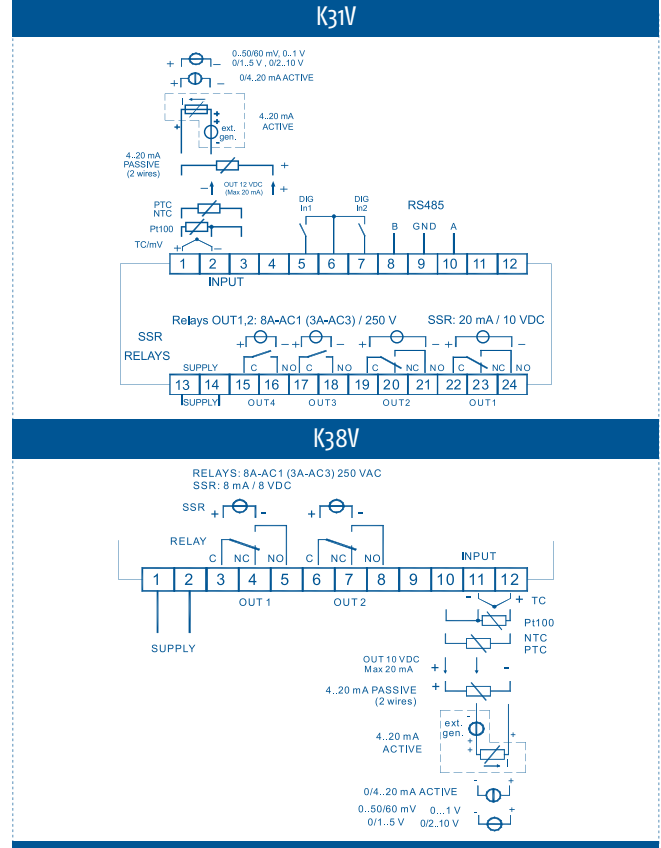 K31V
0..50/60 mV, 0..1 V
0/1..5 V , 0/2..10 V
+ –
0/4..20 mA ACTIVE
+ –
I
4..20 mA
ACTIVE
+
+
+
ext.
gen.
-
4..20 mA
PASSIVE
(2 wires)
- +
OUT 12 VDC
(Max 20 mA)
– +
PTC
NTC
Pt100
TC/mV
+ –
DIG
In1
DIG
In2
RS485
B GND A
1 2 3 4 5 6 7 8 9 10 11 12
INPUT
Relays OUT1,2: 8A-AC1 (3A-AC3) / 250 V SSR: 20 mA / 10 VDC
SSR
+ - + - + - + -
RELAYS
SUPPLY C NO C NO C NC NO C NC NO
13 14 15 16 17 18 19 20 21 22 23 24
SUPPLY OUT4 OUT3 OUT2 OUT1
K38V
RELAYS: 8A-AC1 (3A-AC3) 250 VAC
SSR: 8 mA / 8 VDC
SSR + - + -
RELAY
C NC NO C NC NO
INPUT
1 2 3 4 5 6 7 8 9 10 11 12
OUT 1 OUT 2
SUPPLY
- + TC
Pt100
NTC
PTC
OUT 10 VDC
Max 20 mA
+ -
4..20 mA PASSIVE
(2 wires)
+ -
4..20 mA
ACTIVE
-
ext.
gen.
+
+
+
I
0/4..20 mA ACTIVE
- +
0..50/60 mV 0...1 V
0/1..5 V 0/2..10 V
- +